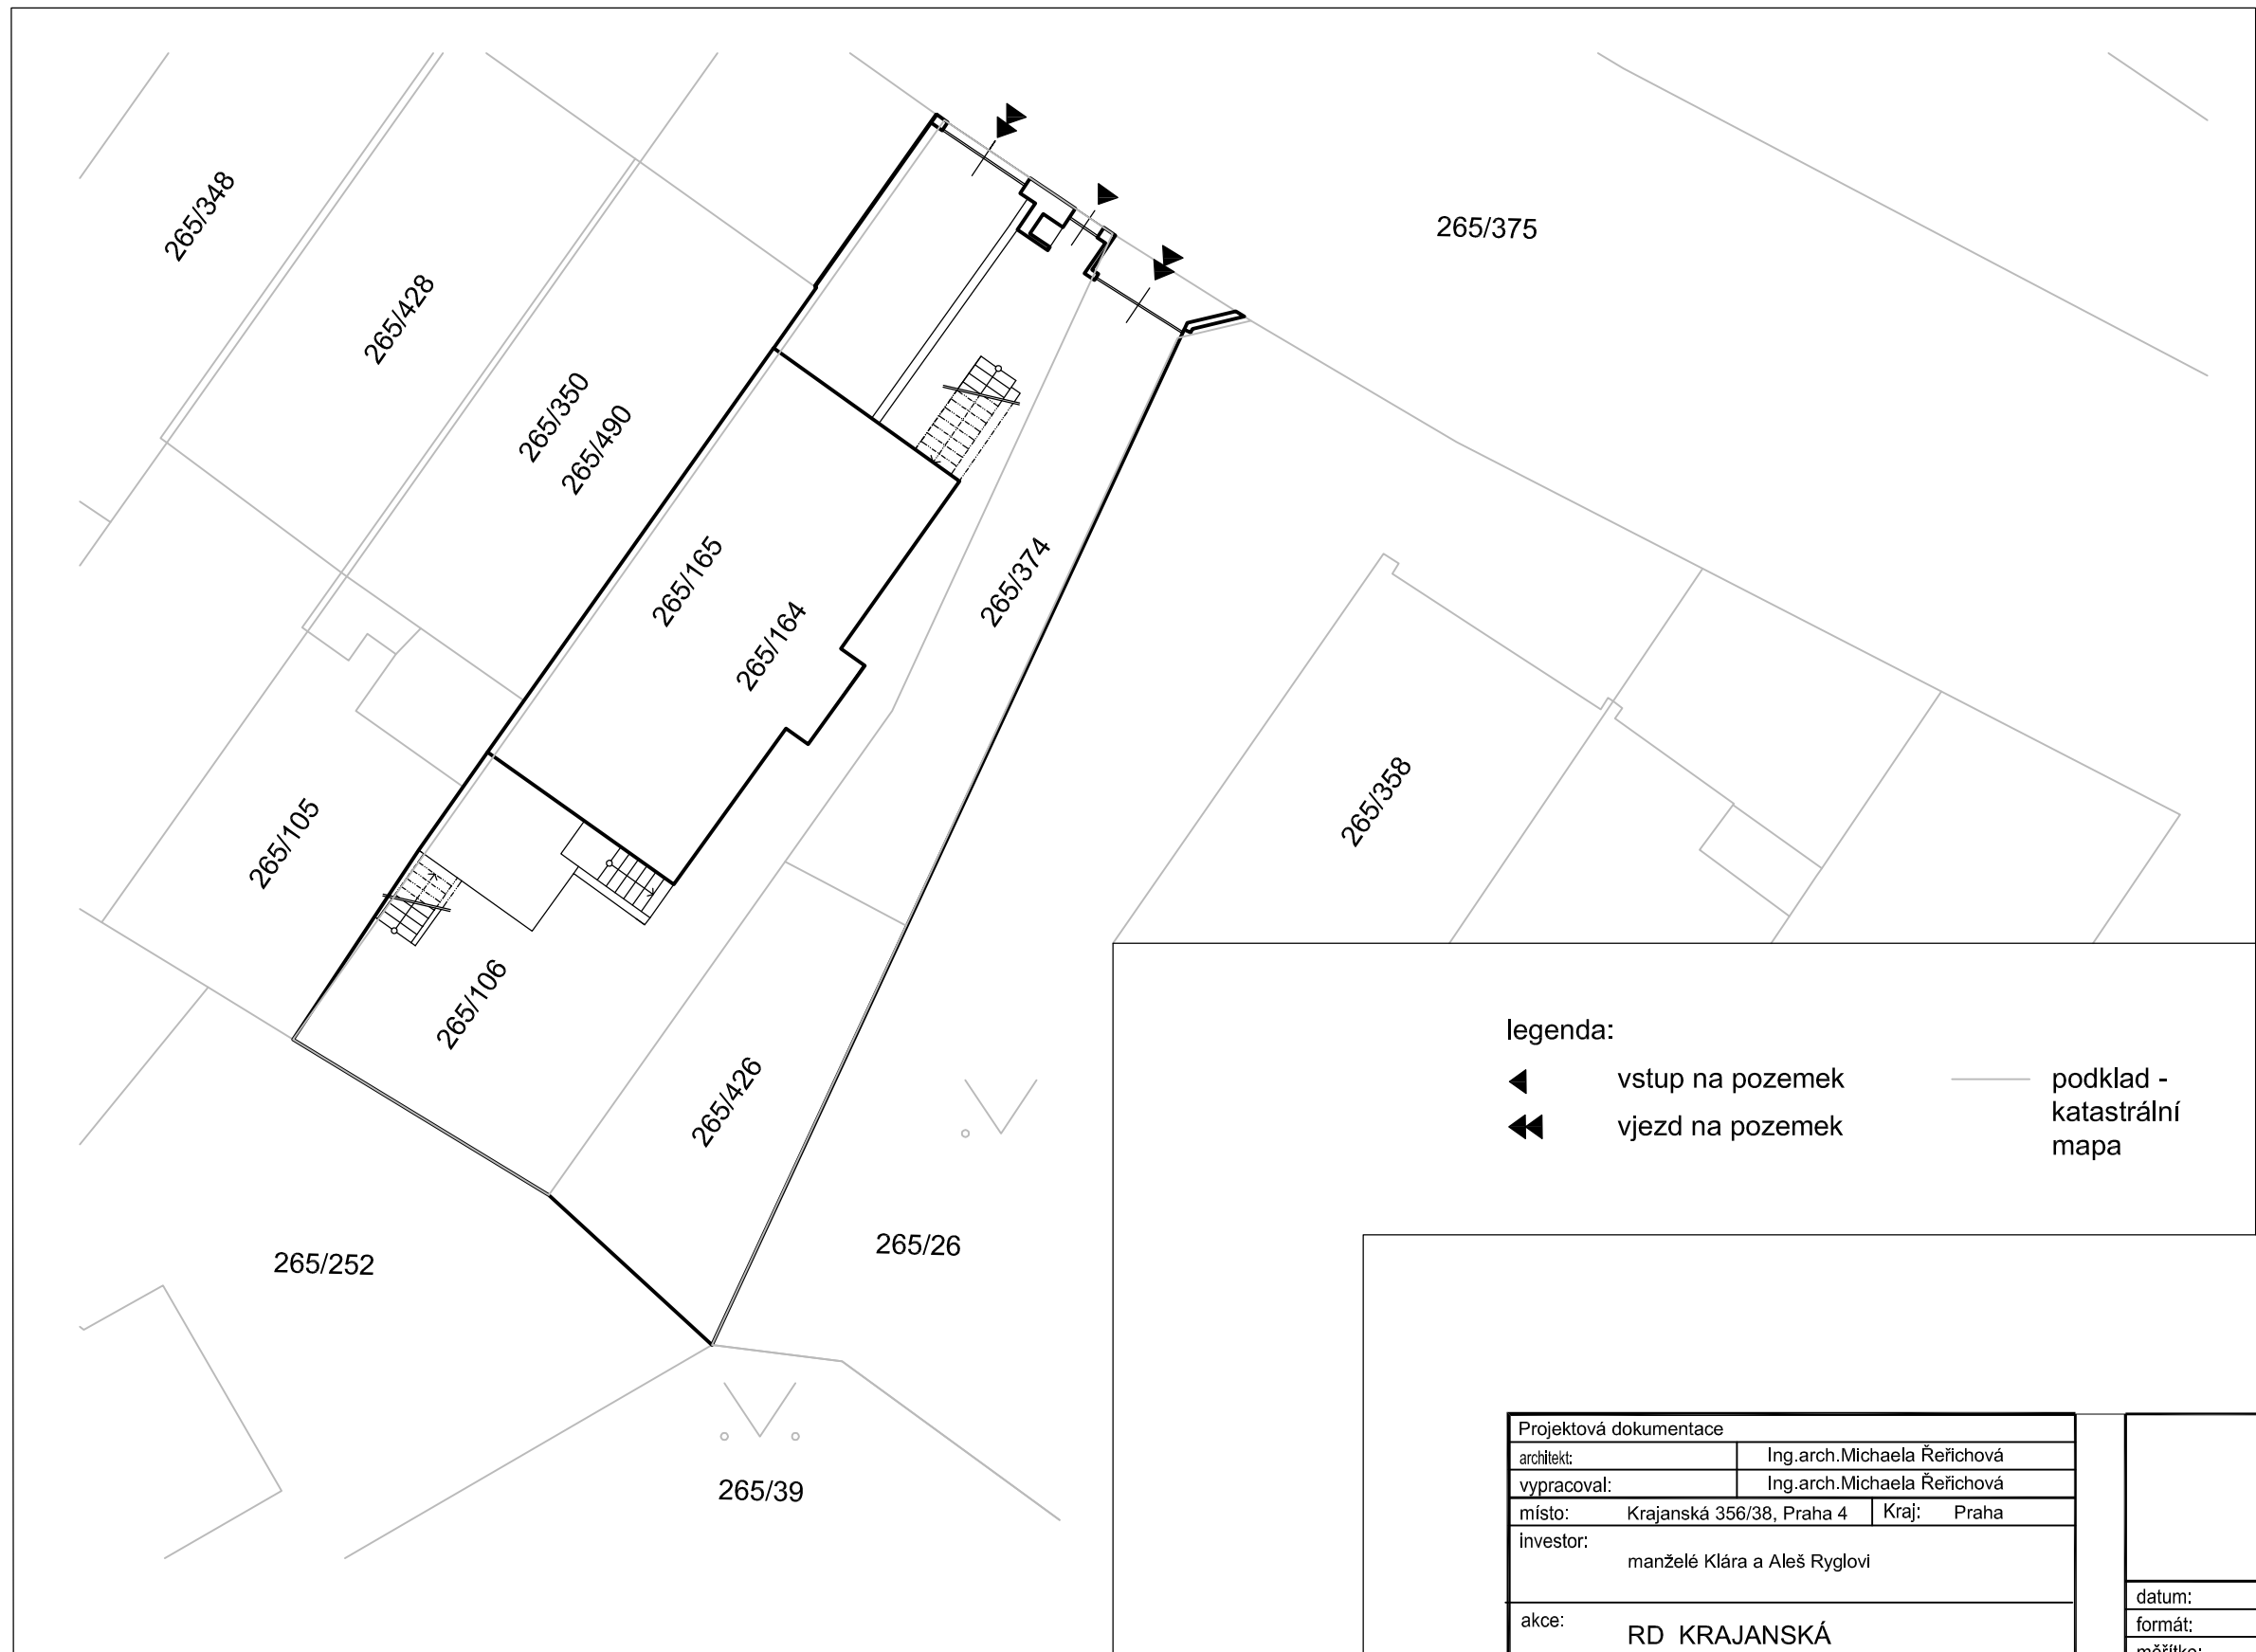 265/348
265/428
265/350
265/490
265/375
265/165
265/164
265/374
265/105
265/358
265/106
265/426
265/252
265/26
265/39
legenda:
vstup na pozemek
vjezd na pozemek
podklad -
katastrální
mapa
Projektová dokumentace
architekt: Ing.arch.Michaela Řeřichová
vypracoval: Ing.arch.Michaela Řeřichová
místo: Krajanská 356/38, Praha 4 Kraj: Praha
investor:
manželé Klára a Aleš Ryglovi
akce: RD KRAJANSKÁ
datum:
formát:
měřítko: